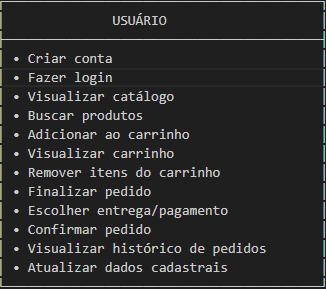 USUÁRIO
• Criar conta
• Fazer login
• Visualizar catálogo
• Buscar produtos
• Adicionar ao carrinho
• Visualizar carrinho
• Remover itens do carrinho
• Finalizar pedido
• Escolher entrega/pagamento
• Confirmar pedido
• Visualizar histórico de pedidos
• Atualizar dados cadastrais